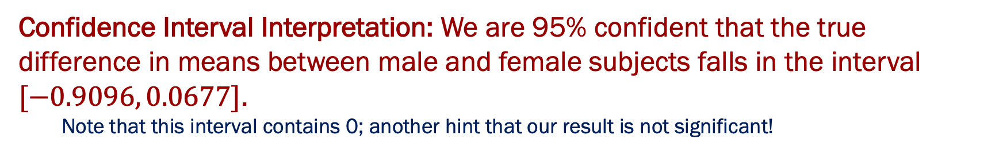 Confidence Interval Interpretation: We are 95% confident that the true
difference in means between male and female subjects falls in the interval
[−0.9096, 0.0677].
Note that this interval contains 0; another hint that our result is not significant!